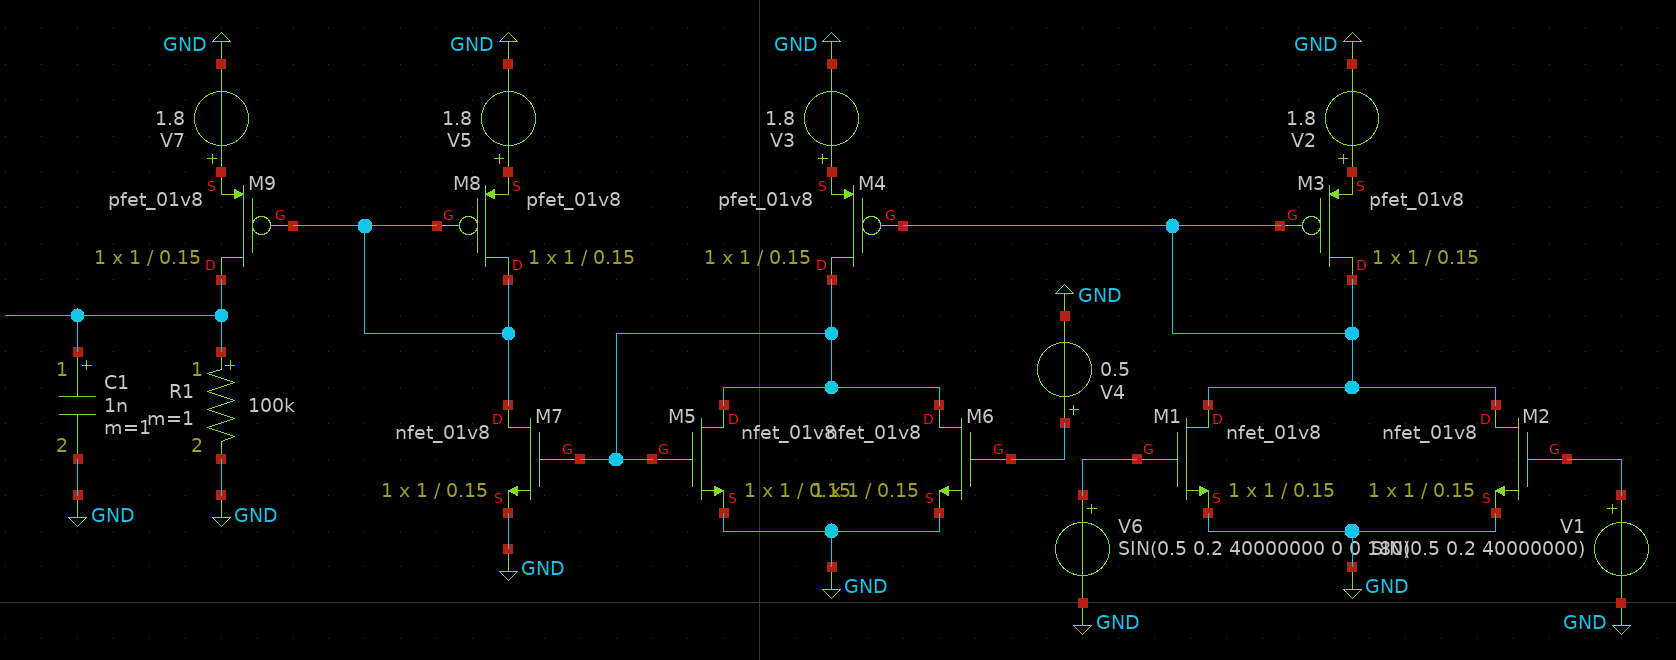 GND
GND
GND
GND
1.8
V7
+
1.8
V5
+
1.8
V3
+
1.8
V2
+
S
M9
pfet_01v8
G
1 x 1 / 0.15
D
M8
S
pfet_01v8
G
1 x 1 / 0.15
D
S
M4
pfet_01v8
G
1 x 1 / 0.15
D
M3
S
pfet_01v8
G
1 x 1 / 0.15
D
GND
0.5
V4
+
1
+
C1
1n
m=1
2
GND
1
+
R1
m=1
100k
2
GND
D
M7
nfet_01v8
G
1 x 1 / 0.15
S
GND
M5
D
nfet_01v8
G
1 x 1 / 0.15
S
D
M6
nfet_01v8
G
1 x 1 / 0.15
S
GND
M1
D
nfet_01v8
G
1 x 1 / 0.15
S
D
M2
nfet_01v8
G
1 x 1 / 0.15
S
GND
+
V6
SIN(0.5 0.2 40000000 0 0 180)
GND
+
V1
SIN(0.5 0.2 40000000)
GND